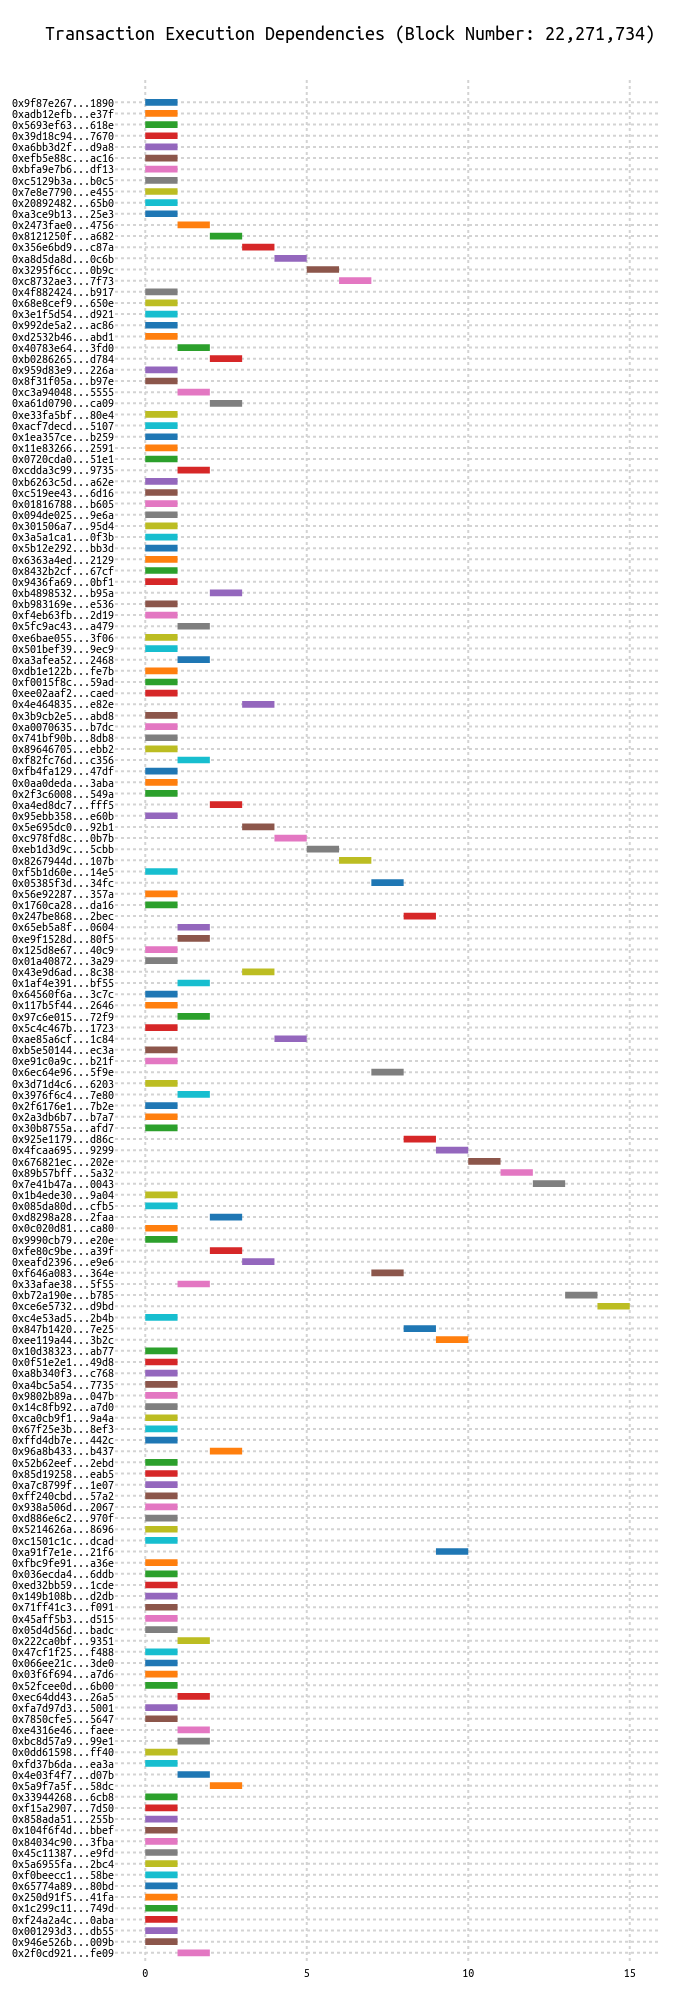 Transaction Execution Dependencies (Block Number: 22,271,734)
0x9f87e267...1890
0xadb12efb...e37f
0x5693ef63...618e
0x39d18c94...7670
0xa6bb3d2f...d9a8
0xefb5e88c...ac16
0xbfa9e7b6...df13
0xc5129b3a...b0c5
0x7e8e7790...e455
0x20892482...65b0
0xa3ce9b13...25e3
0x2473fae0...4756
0x8121250f...a682
0x356e6bd9...c87a
0xa8d5da8d...0c6b
0x3295f6cc...0b9c
0xc8732ae3...7f73
0x4f882424...b917
0x68e8cef9...650e
0x3e1f5d54...d921
0x992de5a2...ac86
0xd2532b46...abd1
0x40783e64...3fd0
0xb0286265...d784
0x959d83e9...226a
0x8f31f05a...b97e
0xc3a94048...5555
0xa61d0790...ca09
0xe33fa5bf...80e4
0xacf7decd...5107
0x1ea357ce...b259
0x11e83266...2591
0x0720cda0...51e1
0xcdda3c99...9735
0xb6263c5d...a62e
0xc519ee43...6d16
0x01816788...b605
0x094de025...9e6a
0x301506a7...95d4
0x3a5a1ca1...0f3b
0x5b12e292...bb3d
0x6363a4ed...2129
0x8432b2cf...67cf
0x9436fa69...0bf1
0xb4898532...b95a
0xb983169e...e536
0xf4eb63fb...2d19
0x5fc9ac43...a479
0xe6bae055...3f06
0x501bef39...9ec9
0xa3afea52...2468
0xdb1e122b...fe7b
0xf0015f8c...59ad
0xee02aaf2...caed
0x4e464835...e82e
0x3b9cb2e5...abd8
0xa0070635...b7dc
0x741bf90b...8db8
0x89646705...ebb2
0xf82fc76d...c356
0xfb4fa129...47df
0x0aa0deda...3aba
0x2f3c6008...549a
0xa4ed8dc7...fff5
0x95ebb358...e60b
0x5e695dc0...92b1
0xc978fd8c...0b7b
0xeb1d3d9c...5cbb
0x8267944d...107b
0xf5b1d60e...14e5
0x05385f3d...34fc
0x56e92287...357a
0x1760ca28...da16
0x247be868...2bec
0x65eb5a8f...0604
0xe9f1528d...80f5
0x125d8e67...40c9
0x01a40872...3a29
0x43e9d6ad...8c38
0x1af4e391...bf55
0x64560f6a...3c7c
0x117b5f44...2646
0x97c6e015...72f9
0x5c4c467b...1723
0xae85a6cf...1c84
0xb5e50144...ec3a
0xe91c0a9c...b21f
0x6ec64e96...5f9e
0x3d71d4c6...6203
0x3976f6c4...7e80
0x2f6176e1...7b2e
0x2a3db6b7...b7a7
0x30b8755a...afd7
0x925e1179...d86c
0x4fcaa695...9299
0x676821ec...202e
0x89b57bff...5a32
0x7e41b47a...0043
0x1b4ede30...9a04
0x085da80d...cfb5
0xd8298a28...2faa
0x0c020d81...ca80
0x9990cb79...e20e
0xfe80c9be...a39f
0xeafd2396...e9e6
0xf646a083...364e
0x33afae38...5f55
0xb72a190e...b785
0xce6e5732...d9bd
0xc4e53ad5...2b4b
0x847b1420...7e25
0xee119a44...3b2c
0x10d38323...ab77
0x0f51e2e1...49d8
0xa8b340f3...c768
0xa4bc5a54...7735
0x9802b89a...047b
0x14c8fb92...a7d0
0xca0cb9f1...9a4a
0x67f25e3b...8ef3
0xffd4db7e...442c
0x96a8b433...b437
0x52b62eef...2ebd
0x85d19258...eab5
0xa7c8799f...1e07
0xff240cbd...57a2
0x938a506d...2067
0xd886e6c2...970f
0x5214626a...8696
0xc1501c1c...dcad
0xa91f7e1e...21f6
0xfbc9fe91...a36e
0x036ecda4...6ddb
0xed32bb59...1cde
0x149b108b...d2db
0x71ff41c3...f091
0x45aff5b3...d515
0x05d4d56d...badc
0x222ca0bf...9351
0x47cf1f25...f488
0x066ee21c...3de0
0x03f6f694...a7d6
0x52fcee0d...6b00
0xec64dd43...26a5
0xfa7d97d3...5001
0x7850cfe5...5647
0xe4316e46...faee
0xbc8d57a9...99e1
0x0dd61598...ff40
0xfd37b6da...ea3a
0x4e03f4f7...d07b
0x5a9f7a5f...58dc
0x33944268...6cb8
0xf15a2907...7d50
0x858ada51...255b
0x104f6f4d...bbef
0x84034c90...3fba
0x45c11387...e9fd
0x5a6955fa...2bc4
0xf0beecc1...58be
0x65774a89...80bd
0x250d91f5...41fa
0x1c299c11...749d
0xf24a2a4c...0aba
0x001293d3...db55
0x946e526b...009b
0x2f0cd921...fe09
0 5 10 15